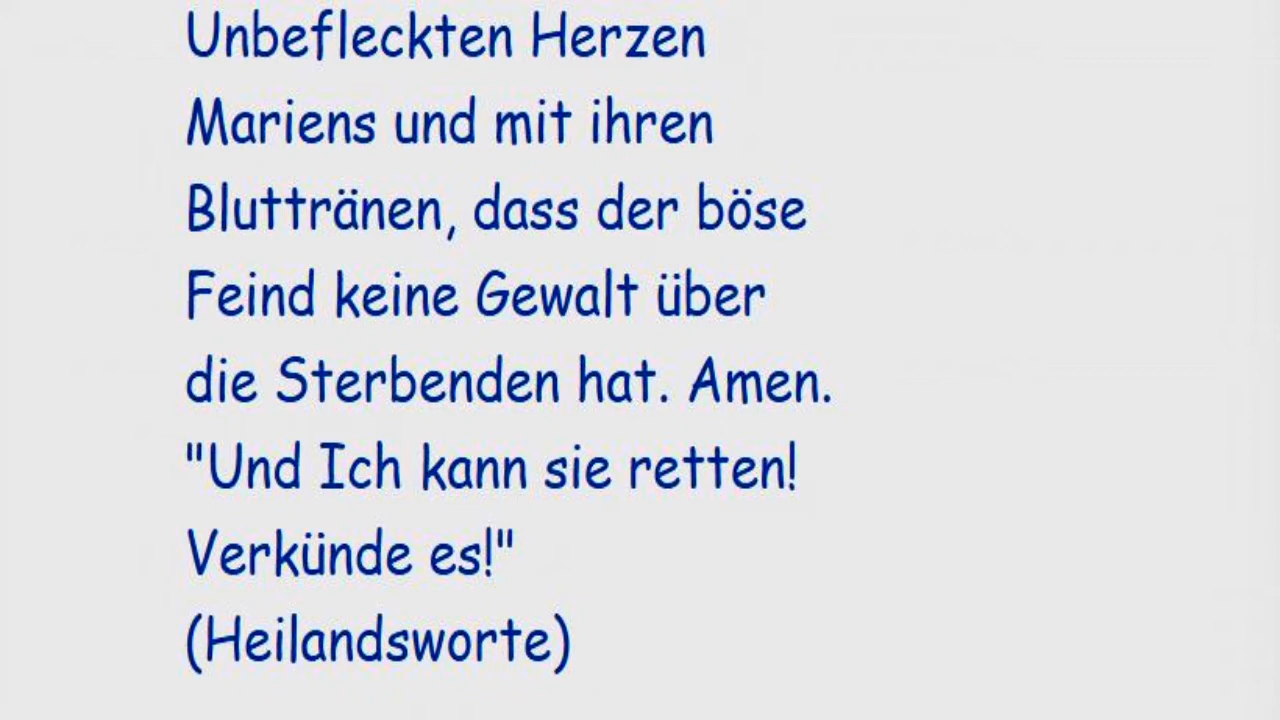 Unbefleckten Herzen
Mariens und mit ihren
Bluttränen, dass der böse
Feind keine Gewalt über
die Sterbenden hat. Amen.
"Und Ich kann sie retten!
Verkünde es!"
(Heilandsworte)